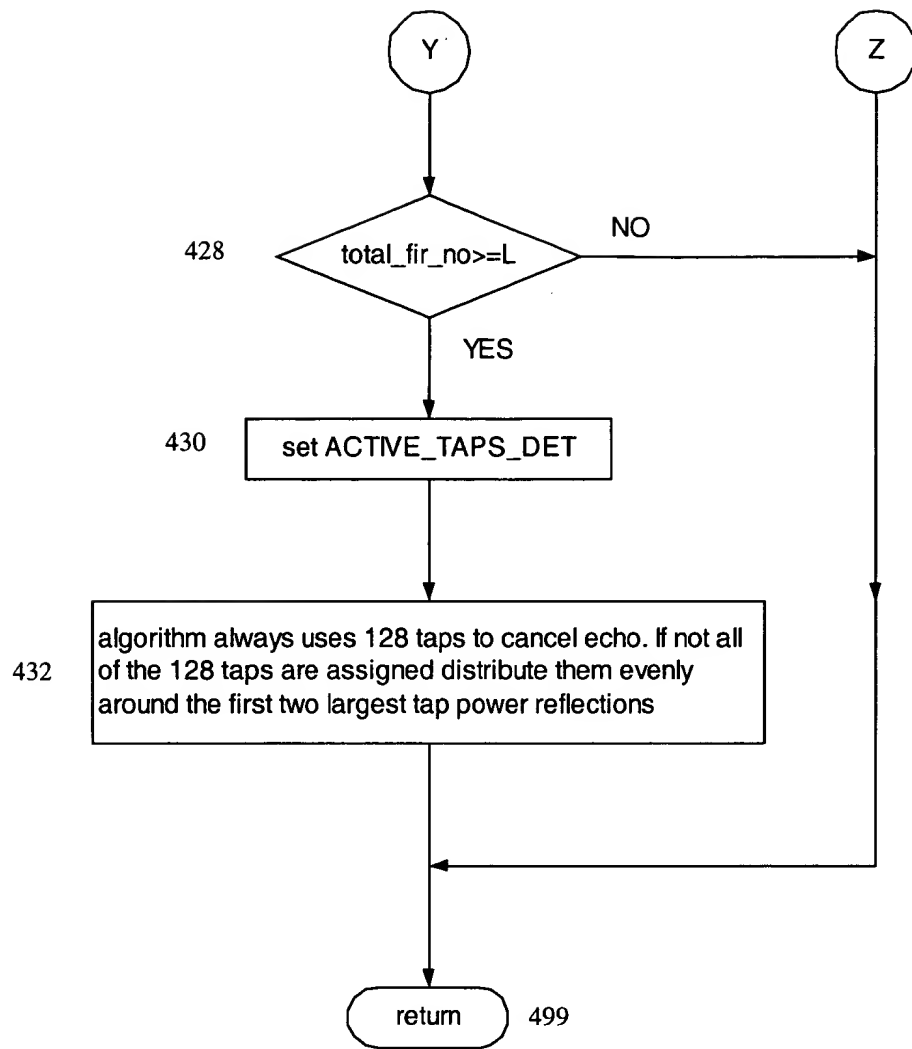 Y
Z
428
total_fir_no>=L
NO
YES
430
set ACTIVE_TAPS_DET
432
algorithm always uses 128 taps to cancel echo. If not all
of the 128 taps are assigned distribute them evenly
around the first two largest tap power reflections
return
499